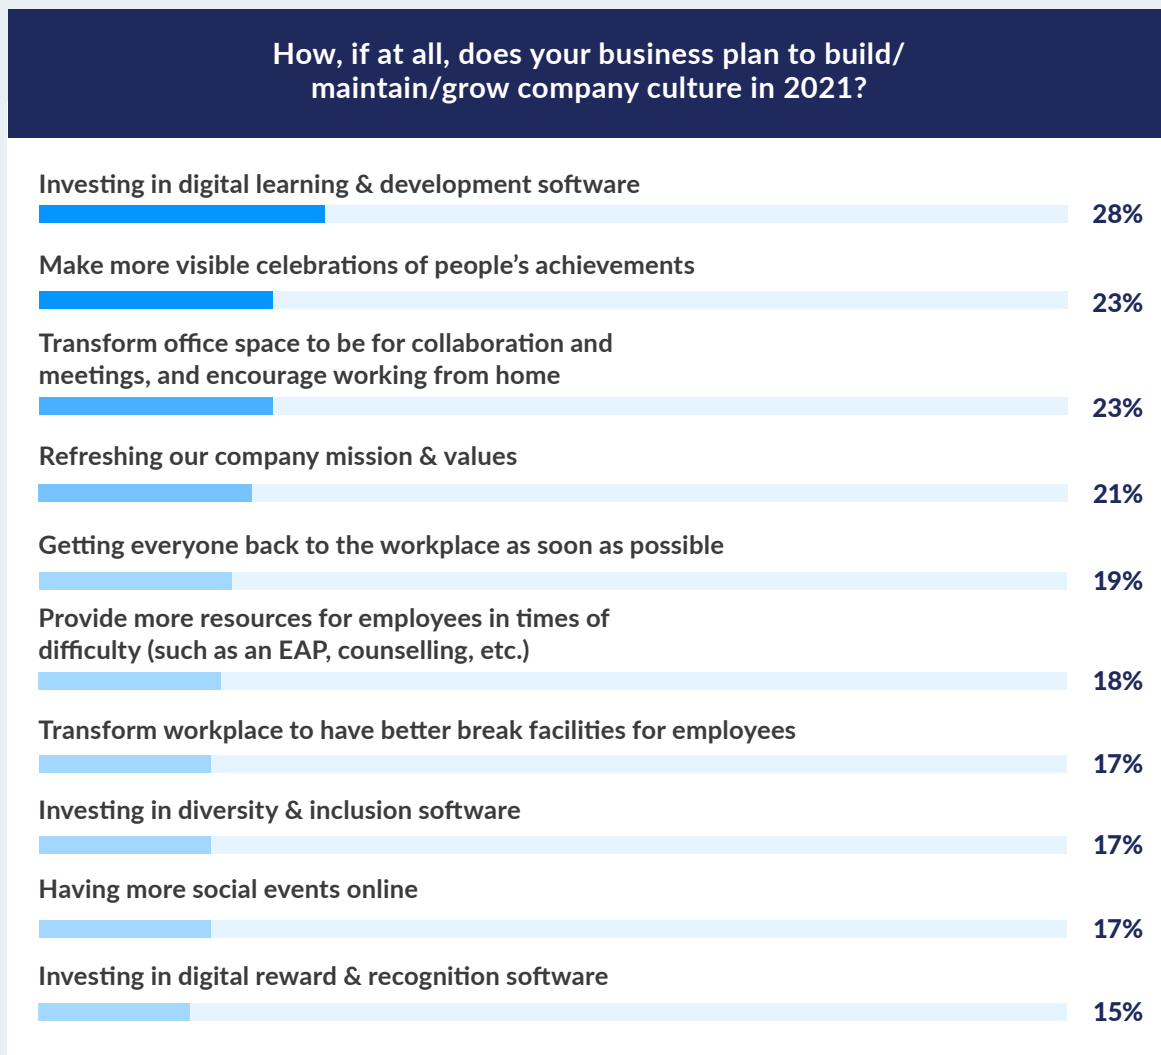 How, if at all, does your business plan to build/
maintain/grow company culture in 2021?
Investing in digital learning & development software
28%
Make more visible celebrations of people’s achievements
23%
Transform office space to be for collaboration and
meetings, and encourage working from home
23%
Refreshing our company mission & values
21%
Getting everyone back to the workplace as soon as possible
19%
Provide more resources for employees in times of
difficulty (such as an EAP, counselling, etc.)
18%
Transform workplace to have better break facilities for employees
17%
Investing in diversity & inclusion software
17%
Having more social events online
17%
Investing in digital reward & recognition software
15%